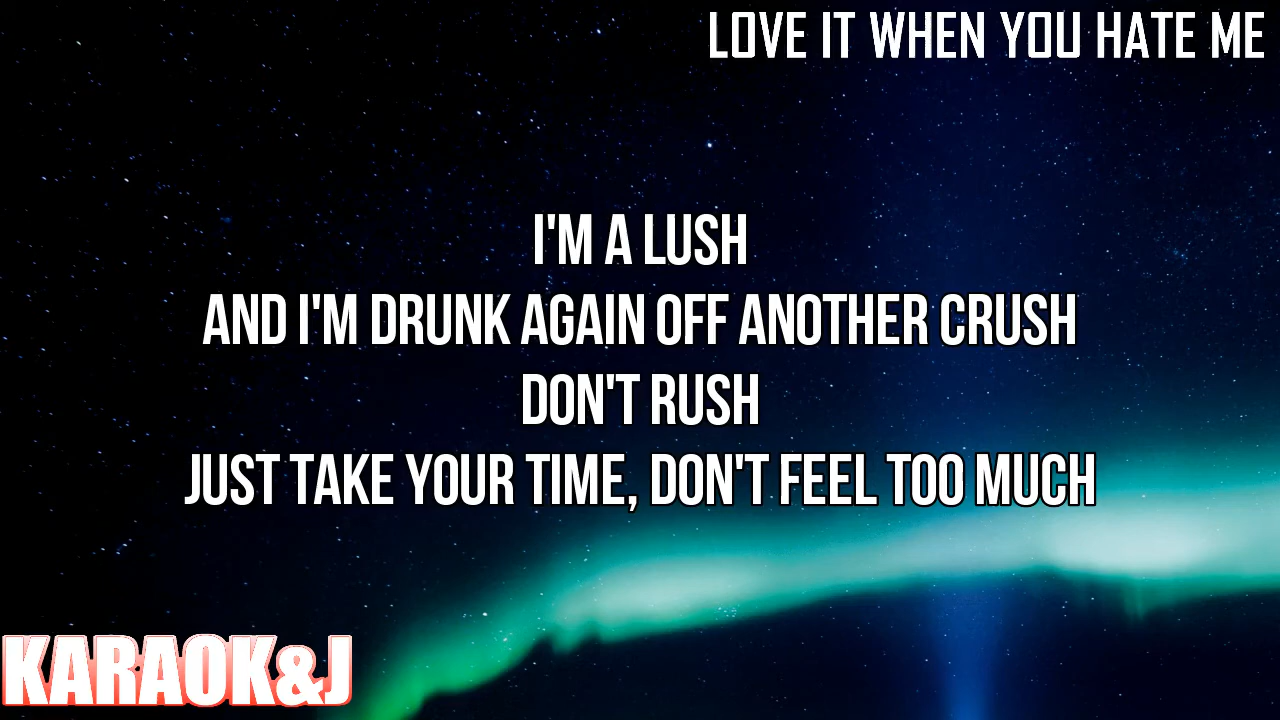 LOVE IT WHEN YOU HATE ME
I'M A LUSH
AND I'M DRUNK AGAIN OFF ANOTHER CRUSH
DON'T RUSH
JUST TAKE YOUR TIME, DON'T FEEL TOO MUCH
KARAOK&J